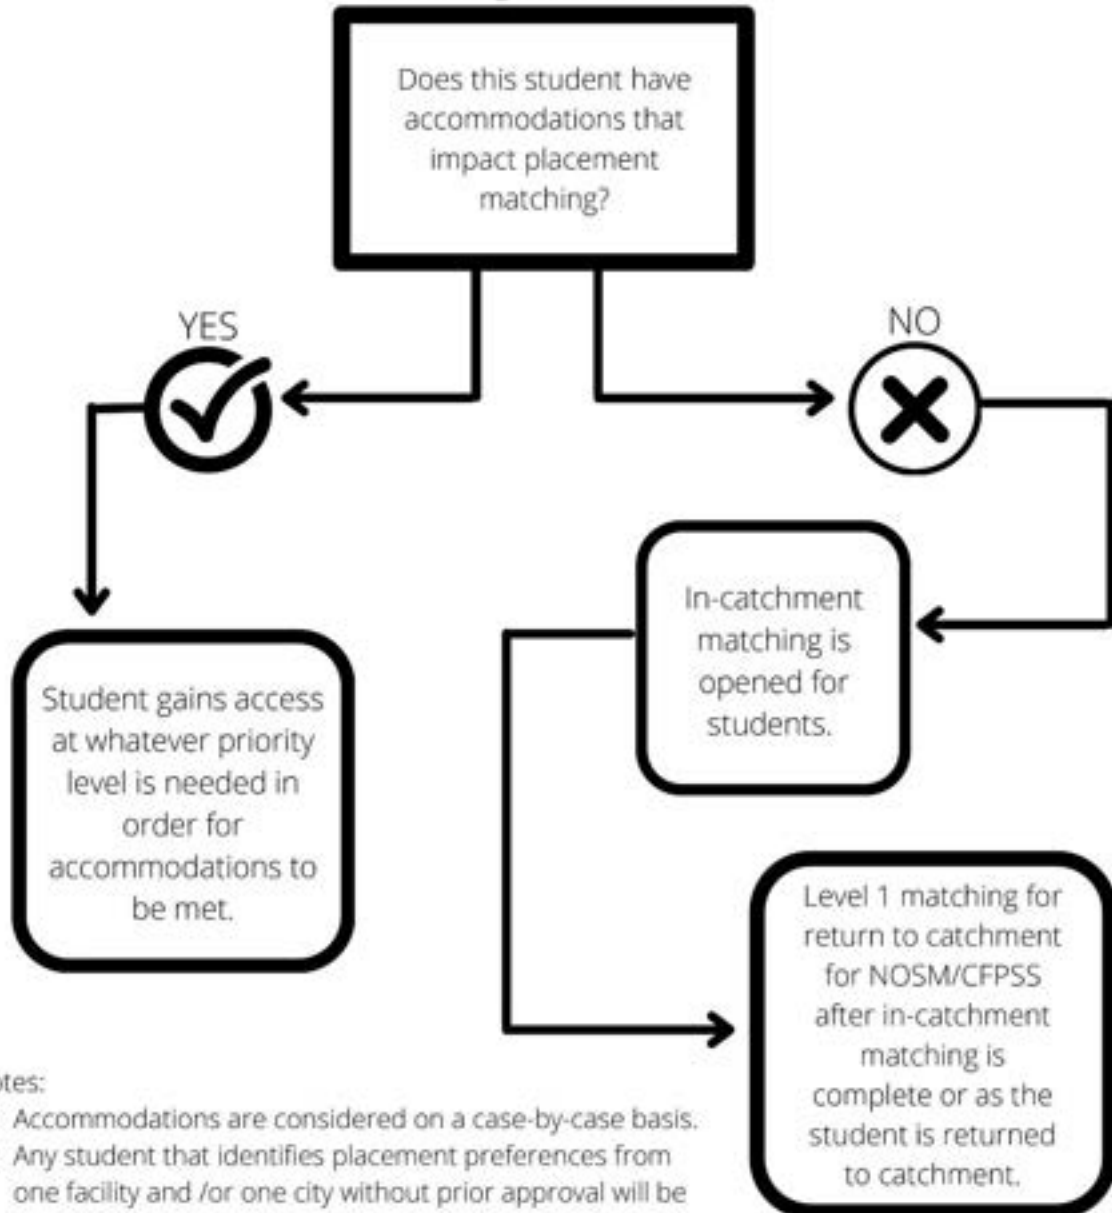 Does this student have
accommodations that
impact placement
matching?
YES
NO
In-catchment
matching is
opened for
students.
Student gains access
at whatever priority
level is needed in
order for
accommodations to
be met.
Level 1 matching for
return to catchment
for NOSM/CFPSS
after in-catchment
matching is
complete or as the
student is returned
to catchment.
otes:
Accommodations are considered on a case-by-case basis.
Any student that identifies placement preferences from
one facility and /or one city without prior approval will be